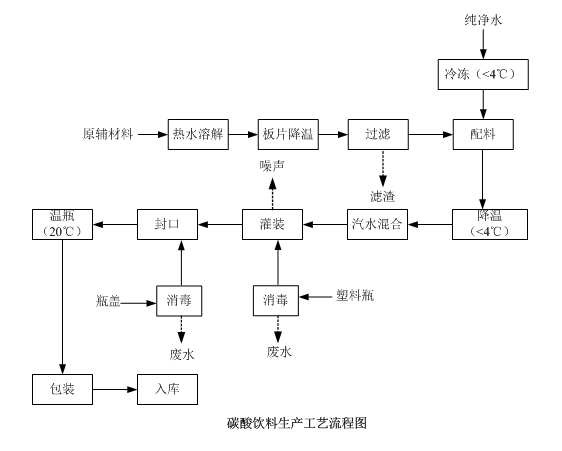 纯净水
冷冻（<4℃）
原辅材料
热水溶解
板片降温
过滤
配料
噪声
滤渣
温瓶
（20℃）
封口
灌装
汽水混合
降温
（<4℃）
瓶盖
消毒
消毒
塑料瓶
废水
废水
包装
入库
碳酸饮料生产工艺流程图